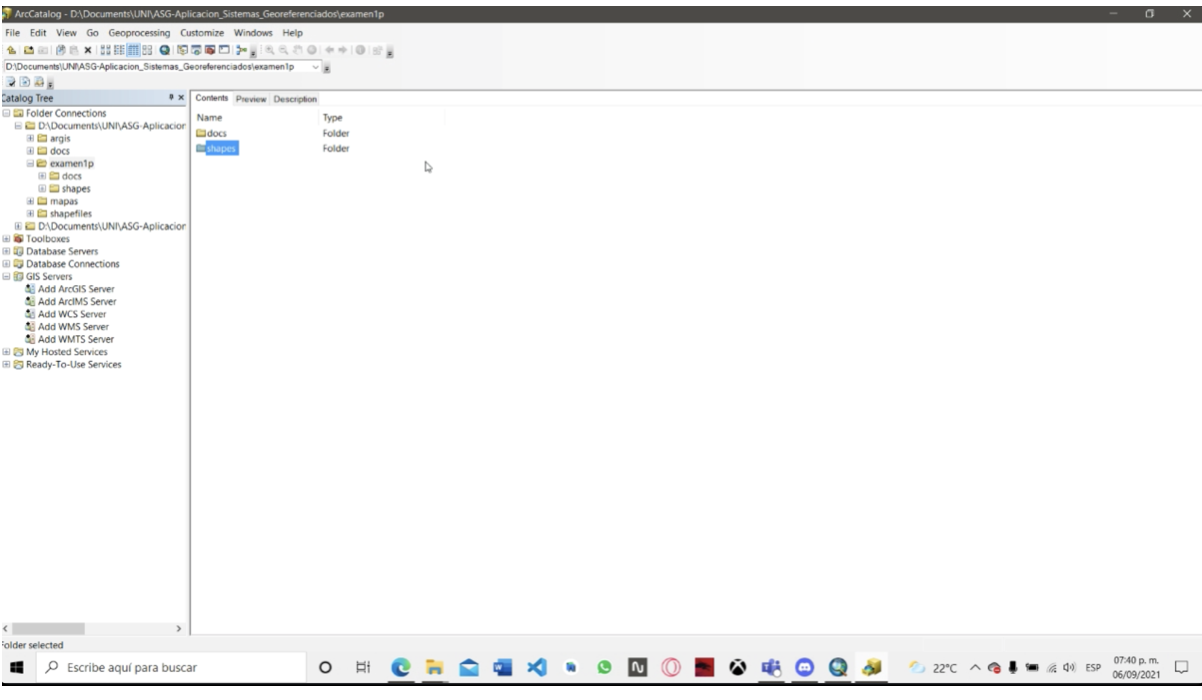 ArcCatalog - D:\Documents\UNI\ASG-Aplicacion_Sistemas_Georeferenciados\examen1p
File Edit View Go Geoprocessing Customize Windows Help
D:\Documents\UNI\ASG-Aplicacion_Sistemas_Georeferenciados\examen1p
Catalog Tree
Folder Connections
D:\Documents\UNI\ASG-Aplicacior
argis
docs
examen1p
docs
shapes
mapas
shapefiles
D:\Documents\UNI\ASG-Aplicacior
Toolboxes
Database Servers
Database Connections
GIS Servers
Add ArcGIS Server
Add ArcIMS Server
Add WCS Server
Add WMS Server
Add WMTS Server
My Hosted Services
Ready-To-Use Services
Contents Preview Description
Name Type
docs Folder
shapes Folder
Folder selected
Escribe aquí para buscar
22°C
ESP
07:40 p. m.
06/09/2021